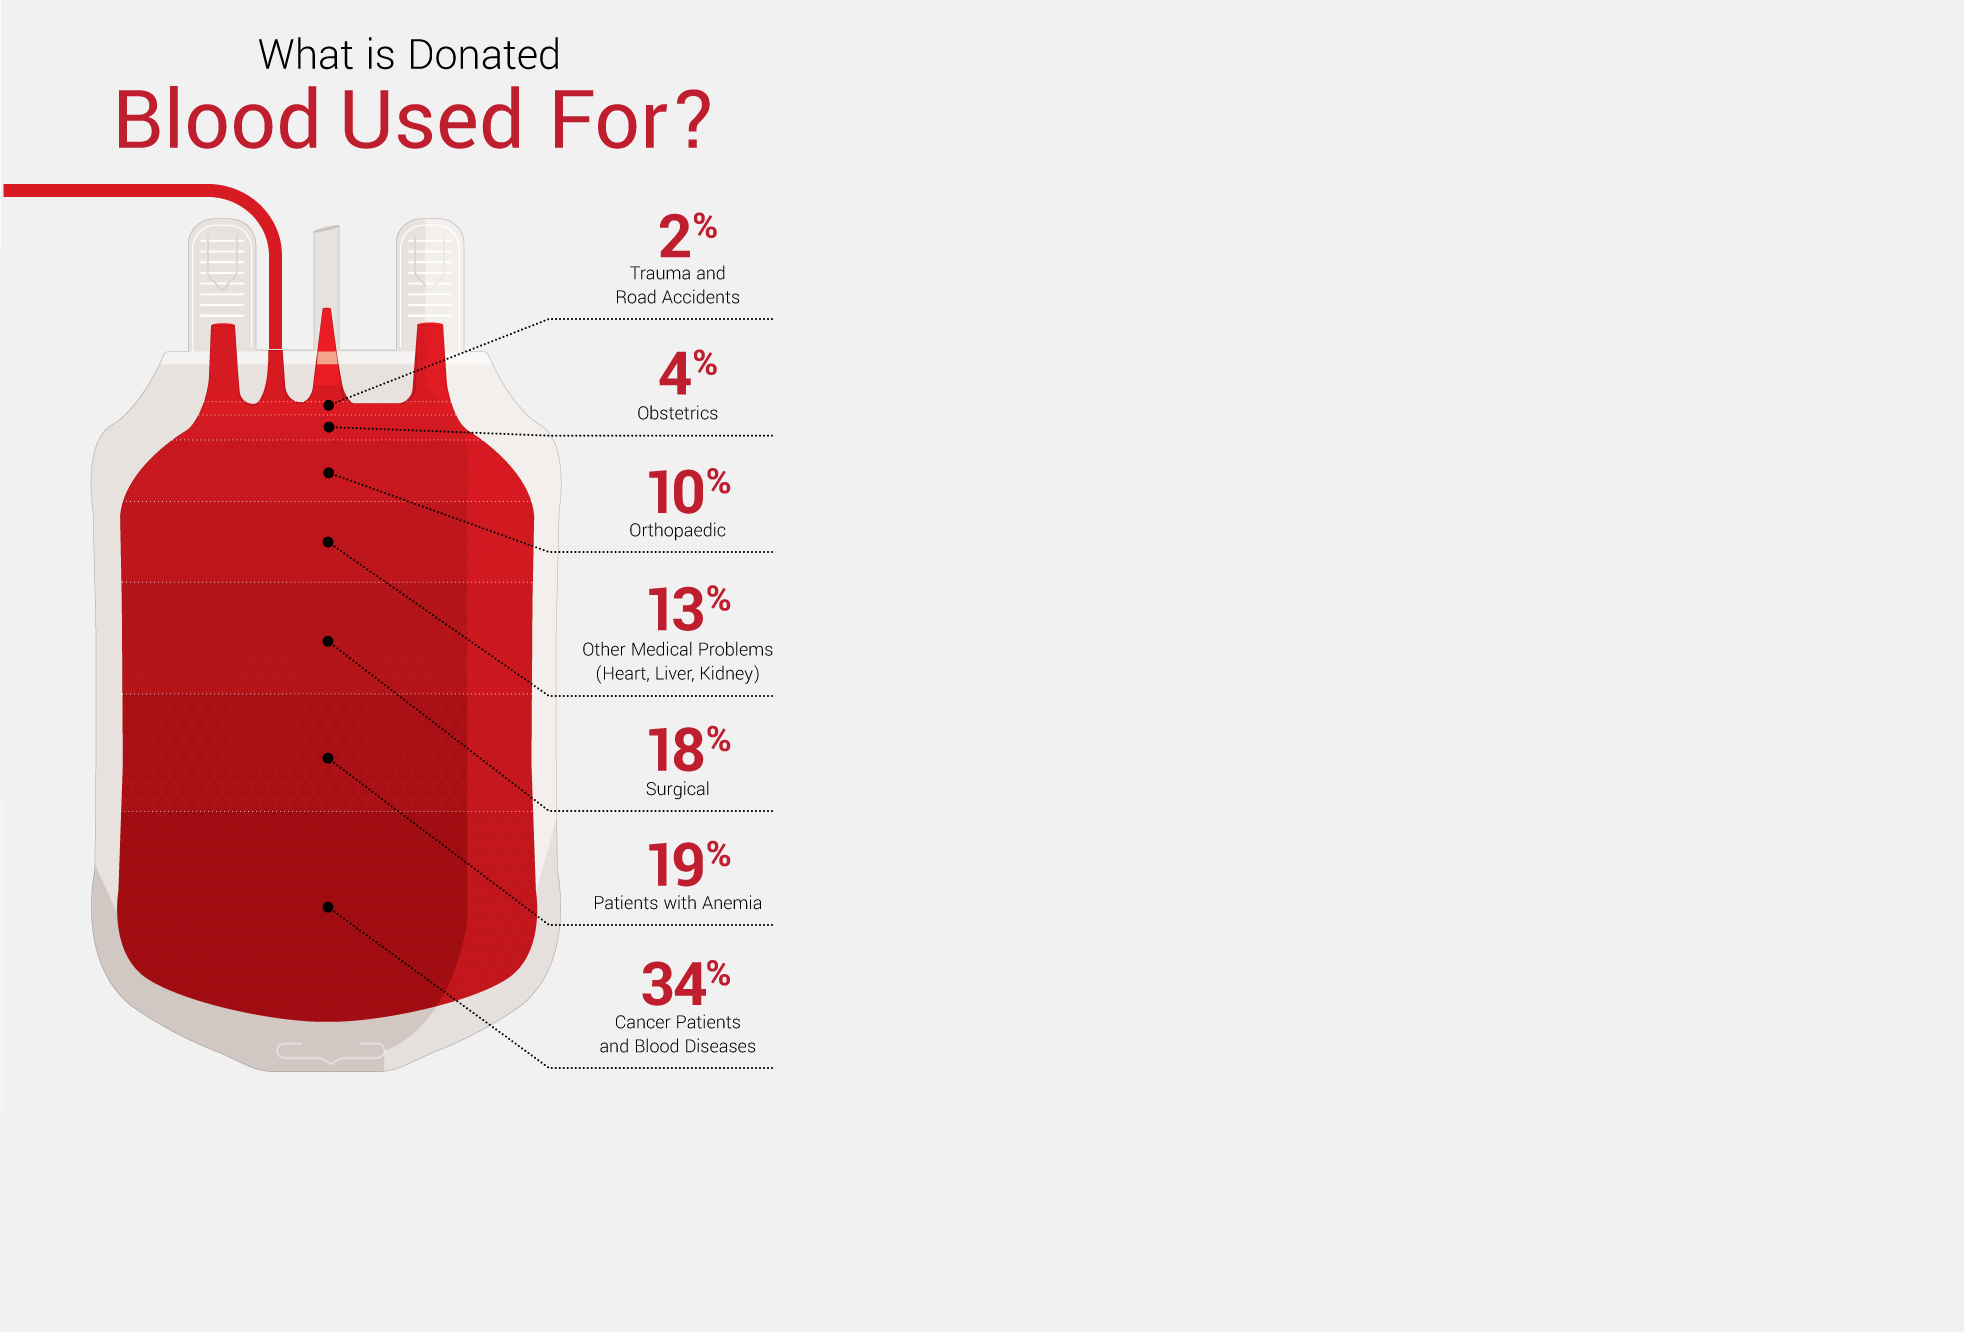 What is Donated
Blood Used For?
2%
Trauma and
Road Accidents
4%
Obstetrics
10%
Orthopaedic
13%
Other Medical Problems
(Heart, Liver, Kidney)
18%
Surgical
19%
Patients with Anemia
34%
Cancer Patients
and Blood Diseases